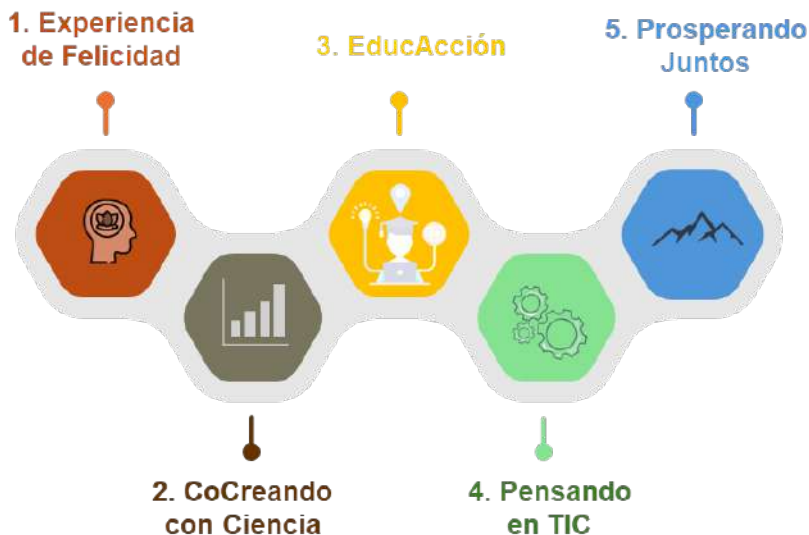 1. Experiencia
de Felicidad
2. CoCreando
con Ciencia
3. EducAcción
4. Pensando
en TIC
5. Prosperando
Juntos